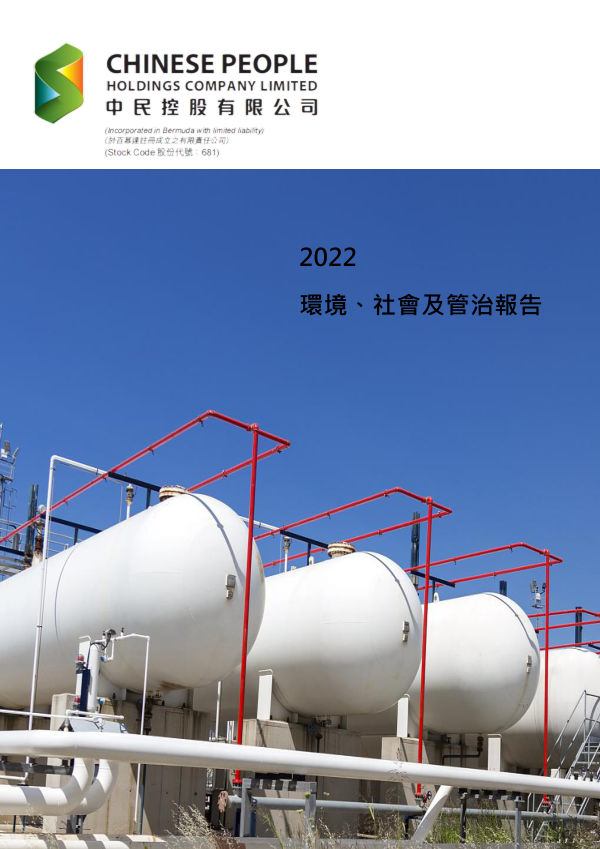 CHINESE PEOPLE
HOLDINGS COMPANY LIMITED
中民控股有限公司
(Incorporated in Bermuda with limited liability)
(於百慕達註冊成立之有限責任公司)
(Stock Code 股份代號：681)
2022
環境、社會及管治報告